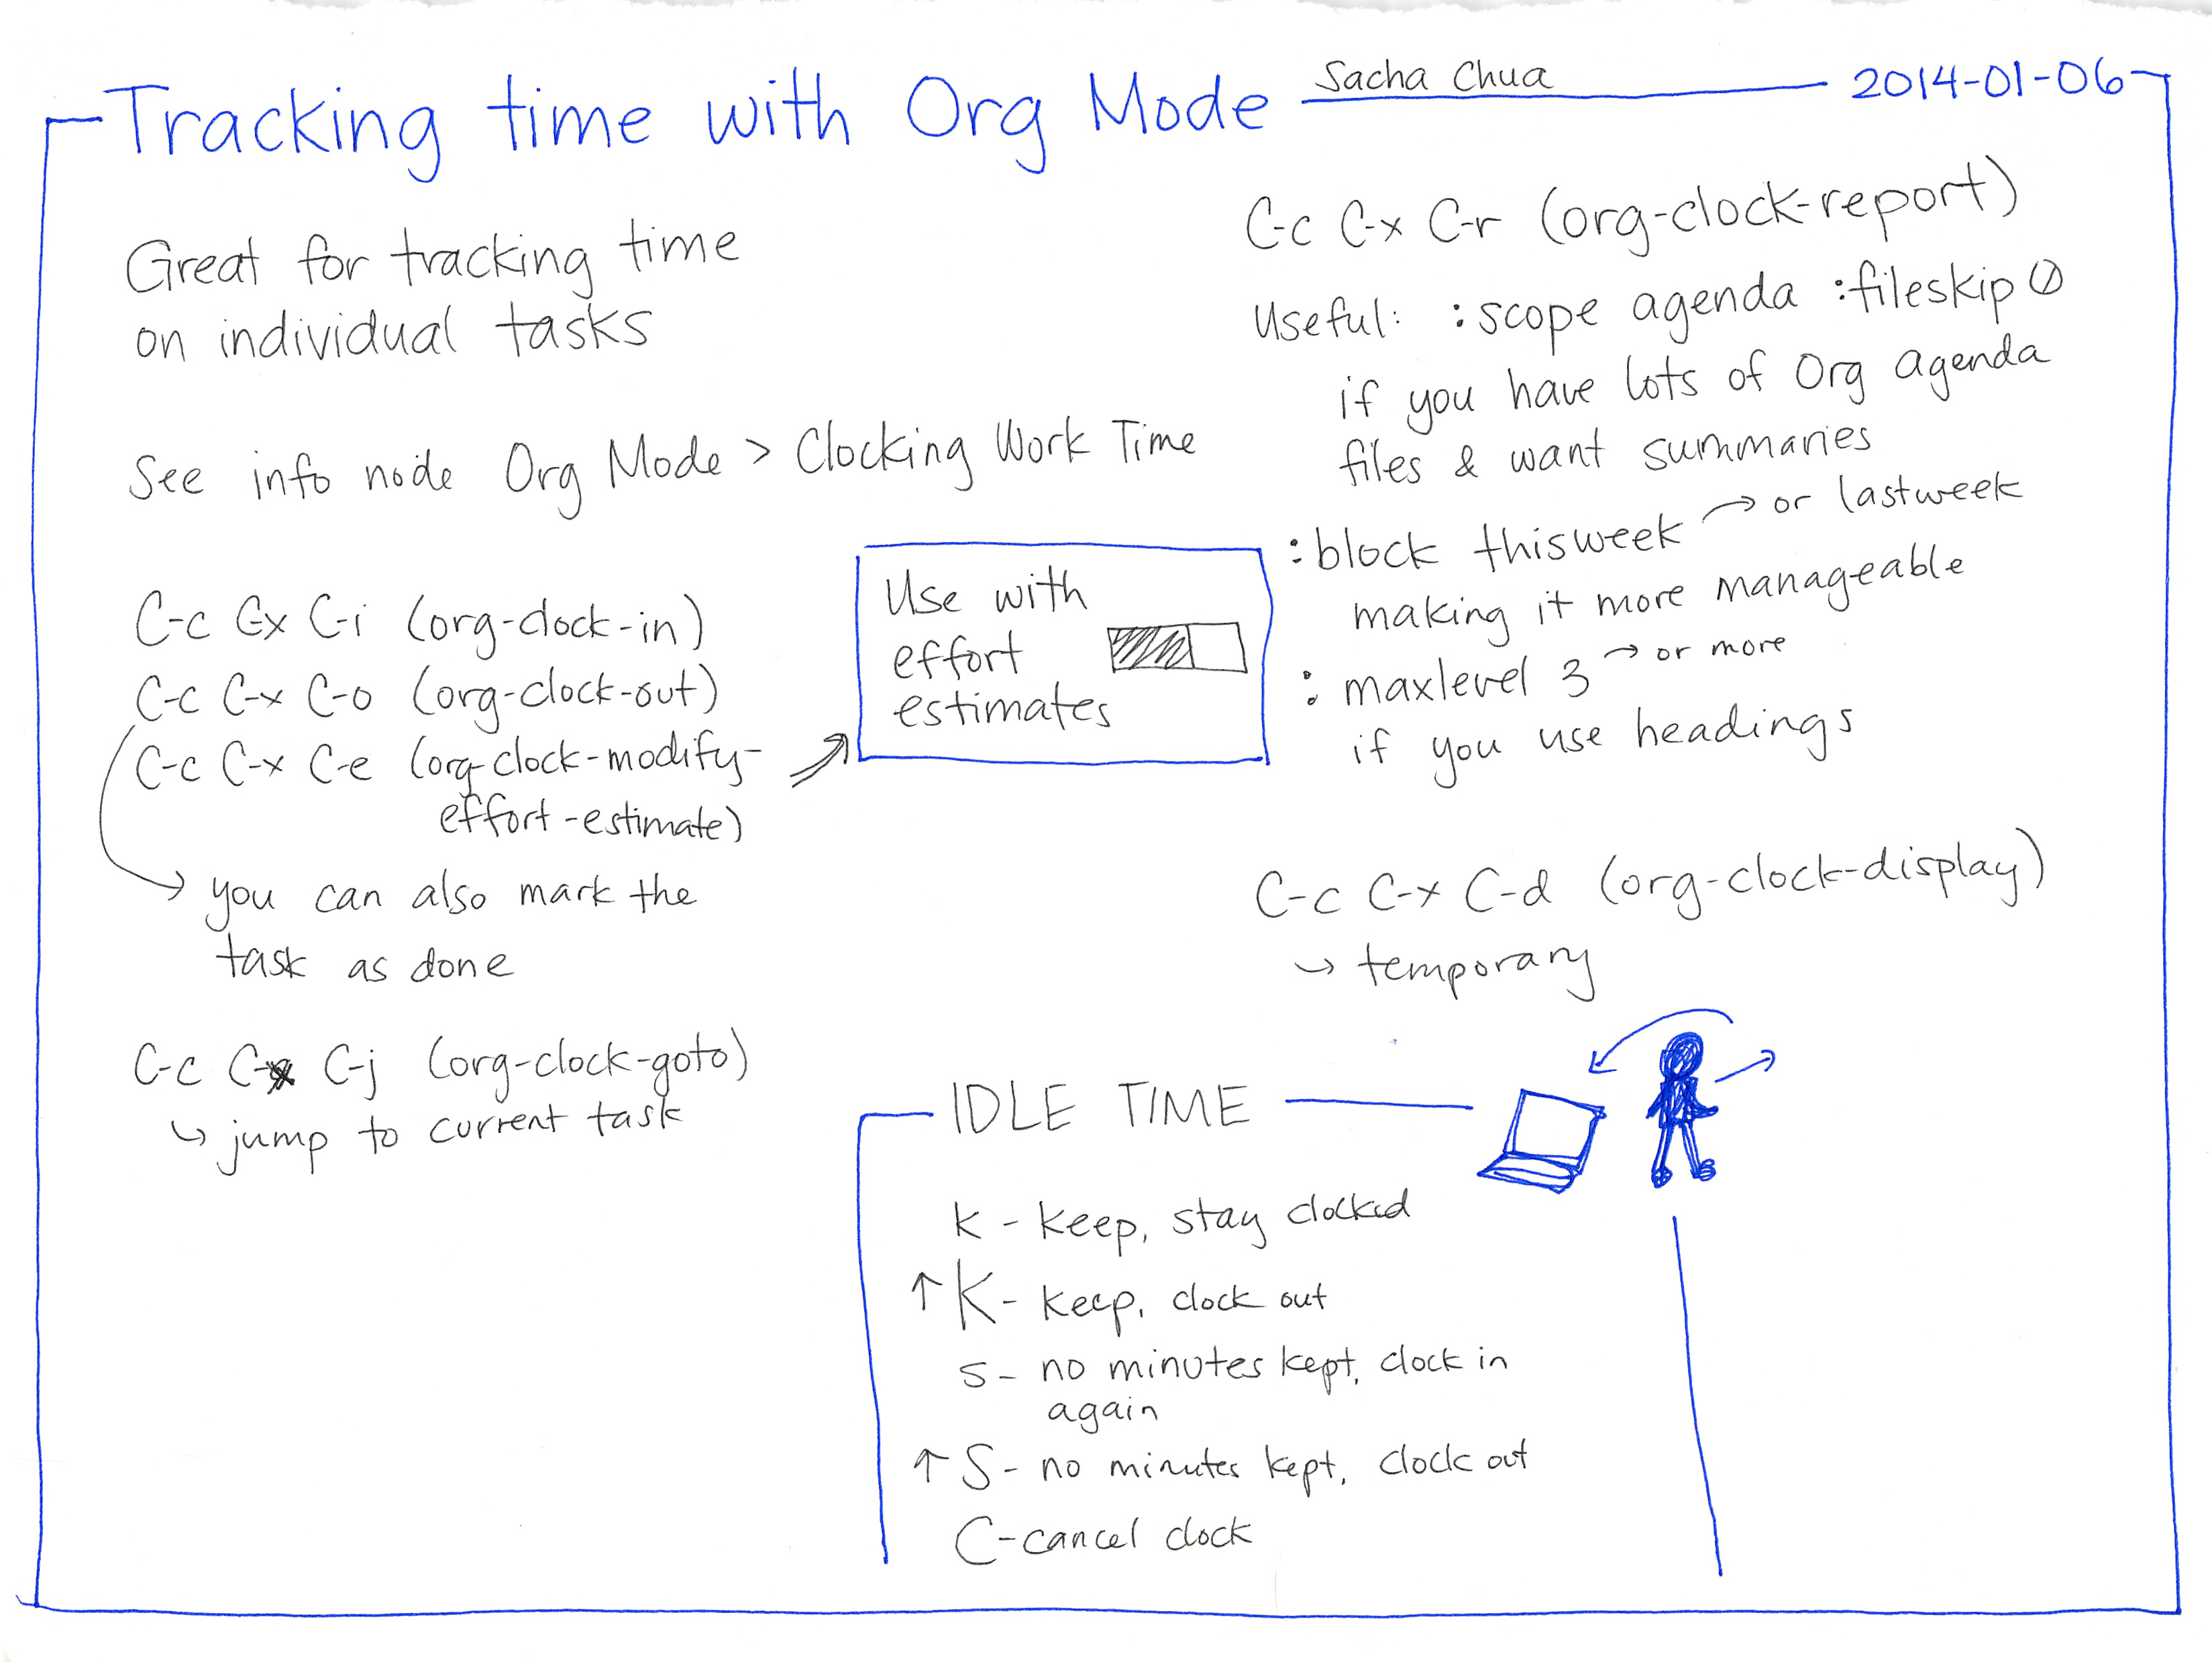 Tracking time with Org Mode
Sacha Chua
2014-01-06
Great for tracking time
on individual tasks
See info node Org Mode > Clocking Work Time
C-c C-x C-i (org-clock-in)
C-c C-x C-o (org-clock-out)
C-c C-x C-e (org-clock-modify-
effort-estimate)
→ you can also mark the
task as done
C-c C-x C-j (org-clock-goto)
↳ jump to current task
Use with
effort
estimates
C-c C-x C-r (org-clock-report)
Useful: :scope agenda :fileskip0
if you have lots of Org agenda
files & want summaries
:block thisweek → or lastweek
making it more manageable
: maxlevel 3 → or more
if you use headings
C-c C-x C-d (org-clock-display)
↳ temporary
IDLE TIME
k - keep, stay clocked
↑ K - keep, clock out
s - no minutes kept, clock in
again
↑ S - no minutes kept, clock out
C - cancel clock